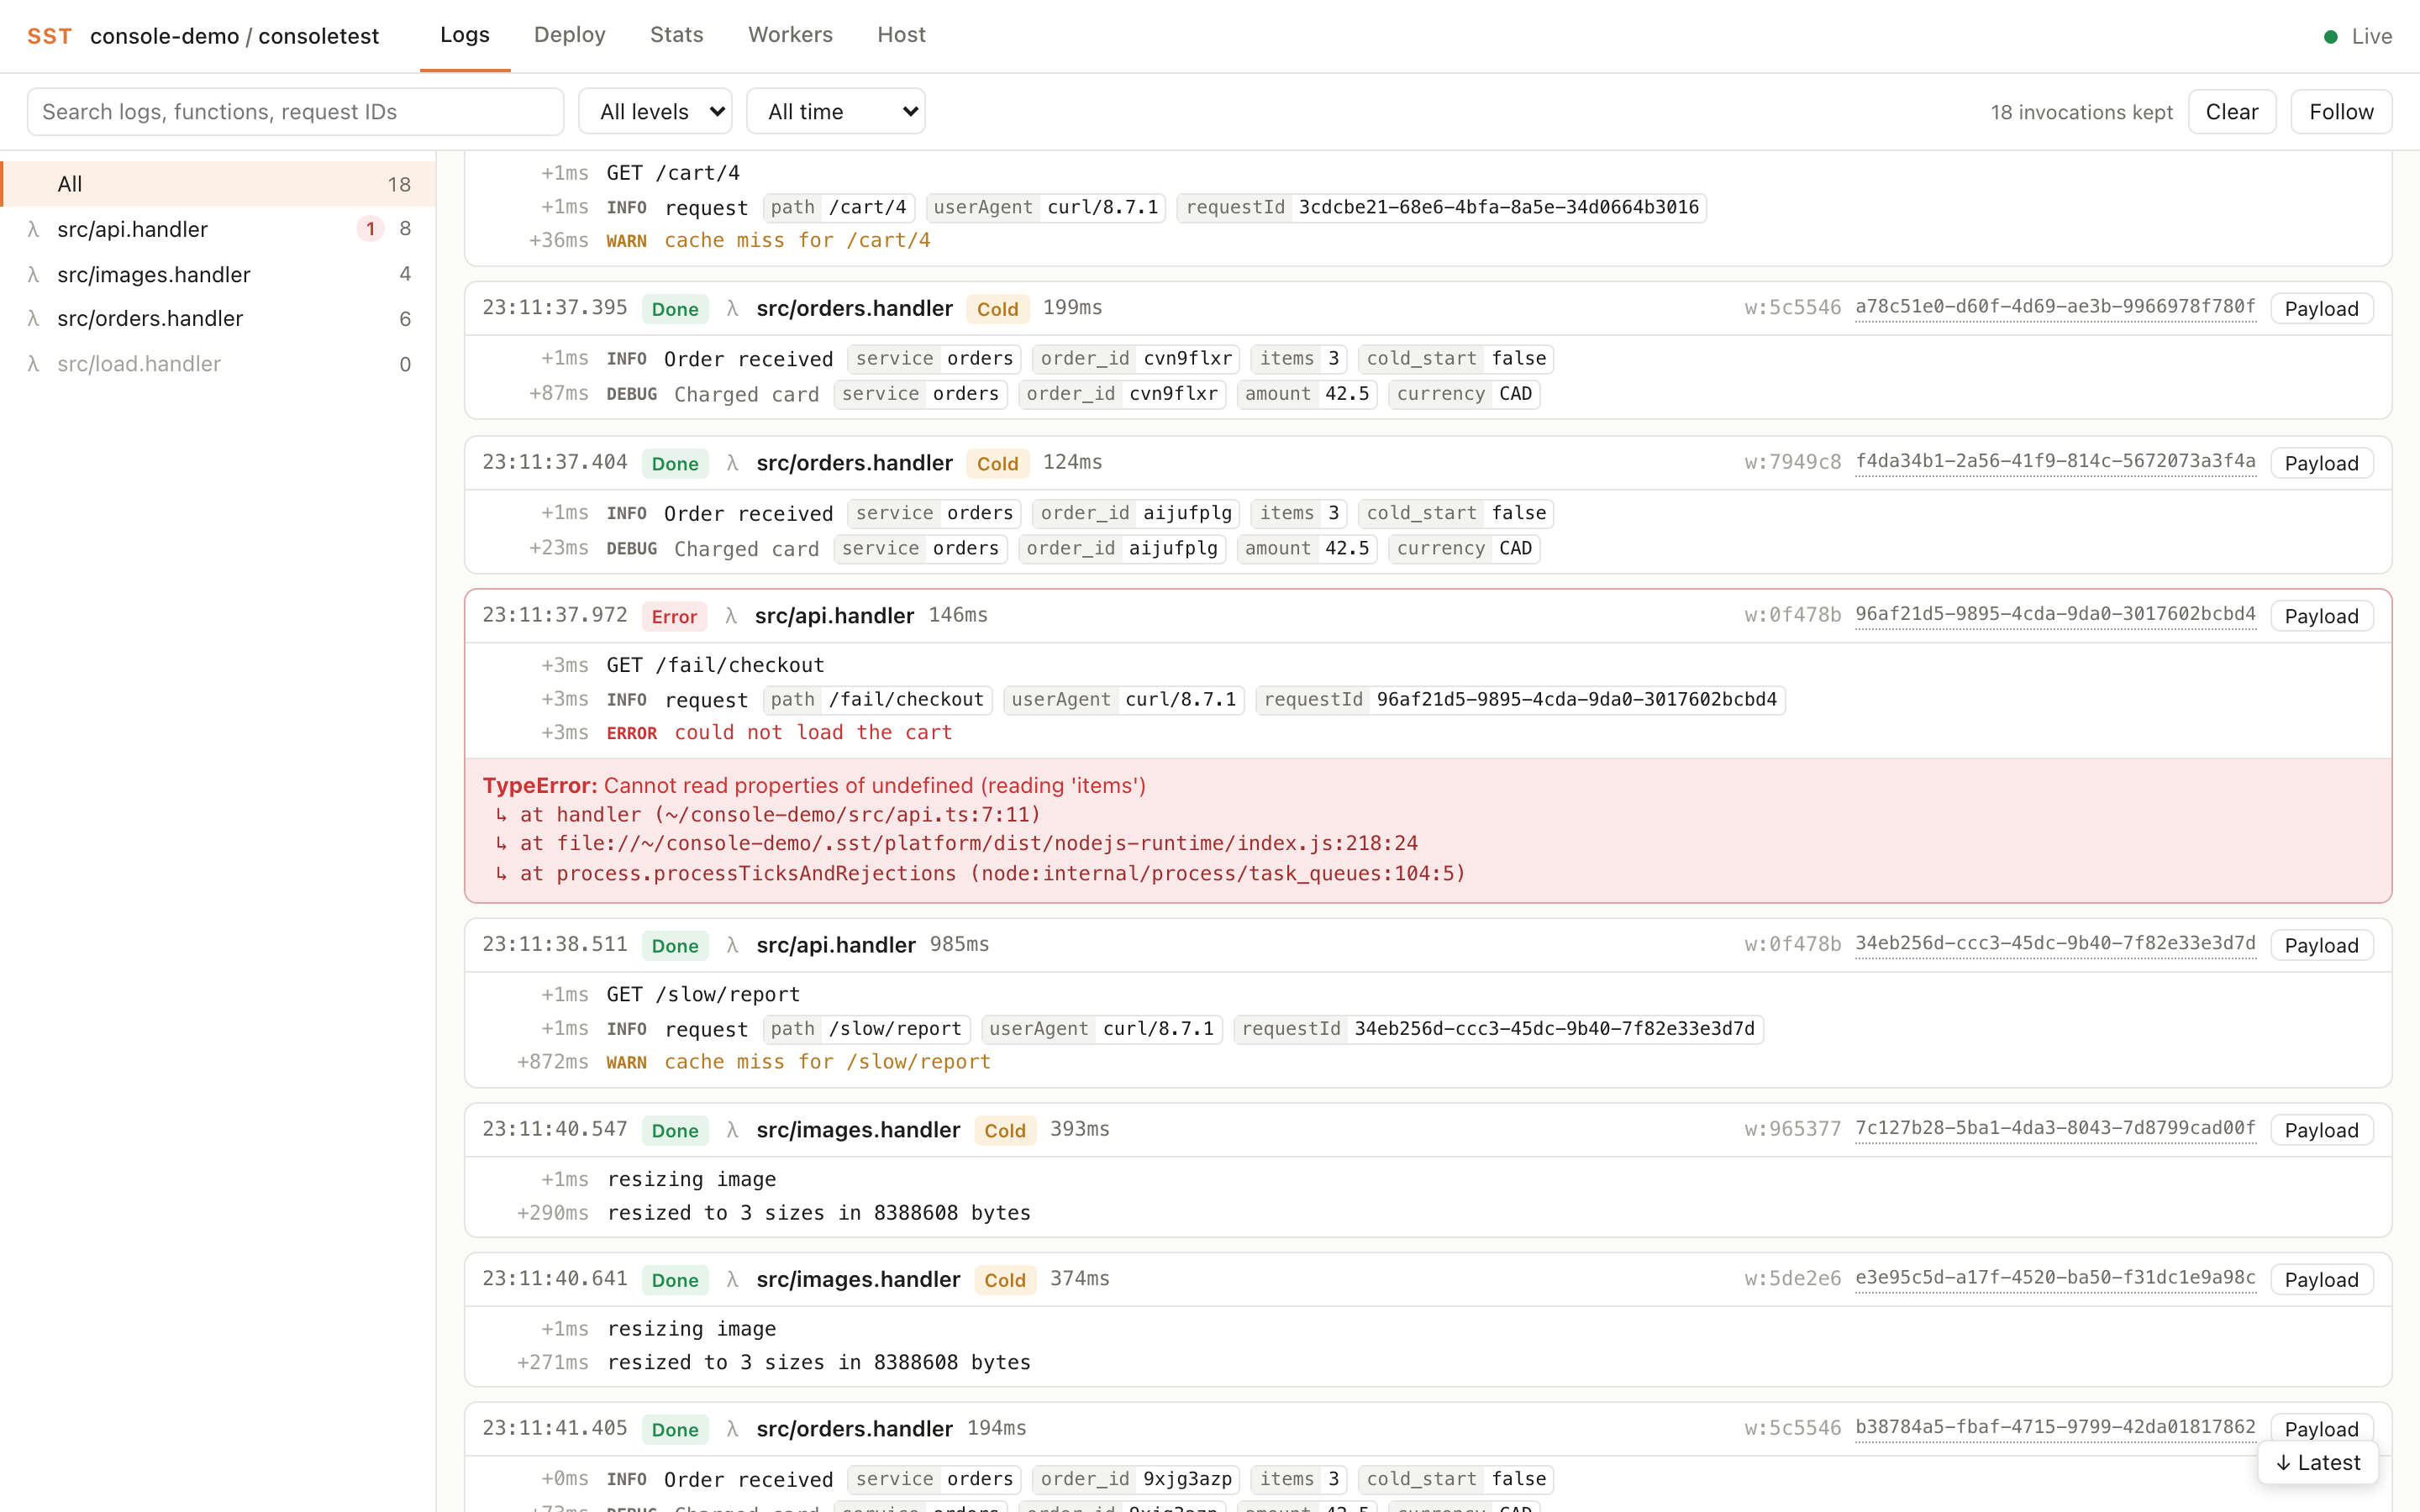 SST console-demo / consoletest Logs Deploy Stats Workers Host Live
Search logs, functions, request IDs All levels All time 18 invocations kept Clear Follow
All 18
λ src/api.handler 1 8
λ src/images.handler 4
λ src/orders.handler 6
λ src/load.handler 0
+1ms GET /cart/4
+1ms INFO request path /cart/4 userAgent curl/8.7.1 requestId 3cdcbe21-68e6-4bfa-8a5e-34d0664b3016
+36ms WARN cache miss for /cart/4
23:11:37.395 Done λ src/orders.handler Cold 199ms w:5c5546 a78c51e0-d60f-4d69-ae3b-9966978f780f Payload
+1ms INFO Order received service orders order_id cvn9flxr items 3 cold_start false
+87ms DEBUG Charged card service orders order_id cvn9flxr amount 42.5 currency CAD
23:11:37.404 Done λ src/orders.handler Cold 124ms w:7949c8 f4da34b1-2a56-41f9-814c-5672073a3f4a Payload
+1ms INFO Order received service orders order_id aijufplg items 3 cold_start false
+23ms DEBUG Charged card service orders order_id aijufplg amount 42.5 currency CAD
23:11:37.972 Error λ src/api.handler 146ms w:0f478b 96af21d5-9895-4cda-9da0-3017602bcbd4 Payload
+3ms GET /fail/checkout
+3ms INFO request path /fail/checkout userAgent curl/8.7.1 requestId 96af21d5-9895-4cda-9da0-3017602bcbd4
+3ms ERROR could not load the cart
TypeError: Cannot read properties of undefined (reading 'items')
↳ at handler (~/console-demo/src/api.ts:7:11)
↳ at file://~/console-demo/.sst/platform/dist/nodejs-runtime/index.js:218:24
↳ at process.processTicksAndRejections (node:internal/process/task_queues:104:5)
23:11:38.511 Done λ src/api.handler 985ms w:0f478b 34eb256d-ccc3-45dc-9b40-7f82e33e3d7d Payload
+1ms GET /slow/report
+1ms INFO request path /slow/report userAgent curl/8.7.1 requestId 34eb256d-ccc3-45dc-9b40-7f82e33e3d7d
+872ms WARN cache miss for /slow/report
23:11:40.547 Done λ src/images.handler Cold 393ms w:965377 7c127b28-5ba1-4da3-8043-7d8799cad00f Payload
+1ms resizing image
+290ms resized to 3 sizes in 8388608 bytes
23:11:40.641 Done λ src/images.handler Cold 374ms w:5de2e6 e3e95c5d-a17f-4520-ba50-f31dc1e9a98c Payload
+1ms resizing image
+271ms resized to 3 sizes in 8388608 bytes
23:11:41.405 Done λ src/orders.handler 194ms w:5c5546 b38784a5-fbaf-4715-9799-42da01817862 Payload
↓ Latest
+0ms INFO Order received service orders order_id 9xjg3azp items 3 cold_start false
+73ms DEBUG Charged card service orders order_id 9xjg3azp amount 42.5 currency CAD